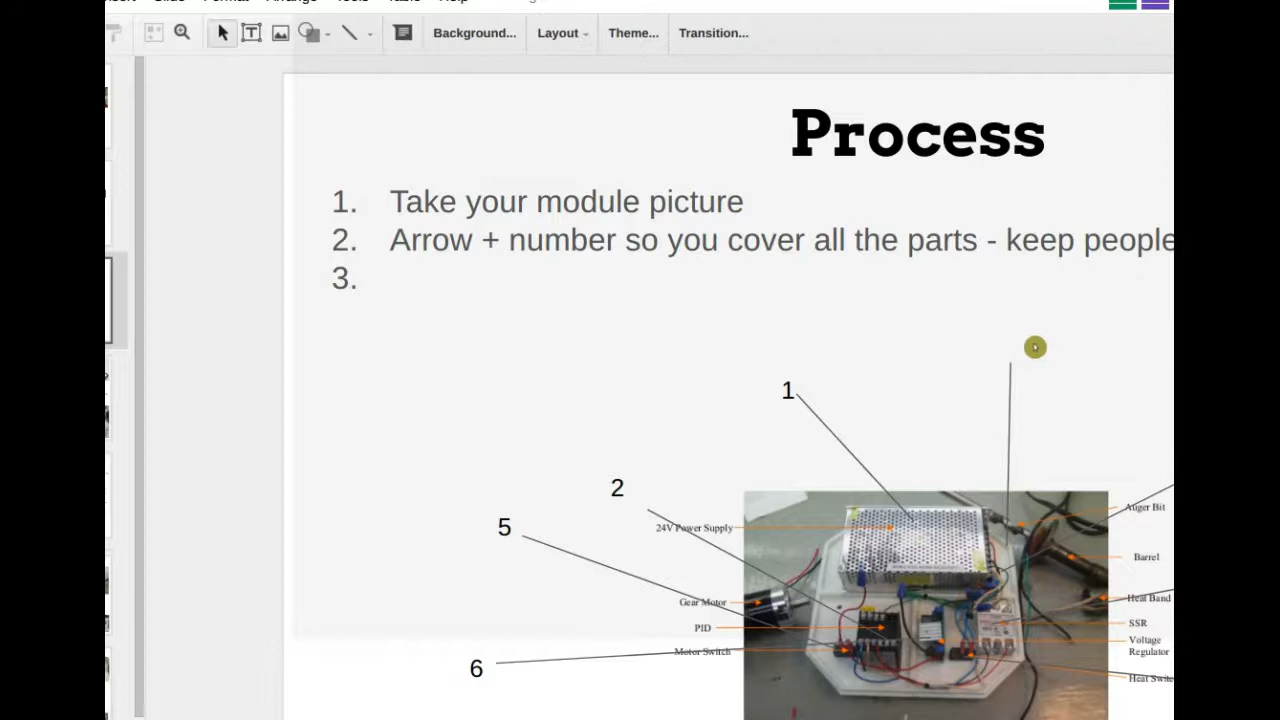 Background... Layout Theme... Transition...
Process
1. Take your module picture
2. Arrow + number so you cover all the parts - keep people
3.
1
2
5
6
24V Power Supply
Gear Motor
PID
Motor Switch
Auger Bit
Barrel
Heat Band
SSR
Voltage
Regulator